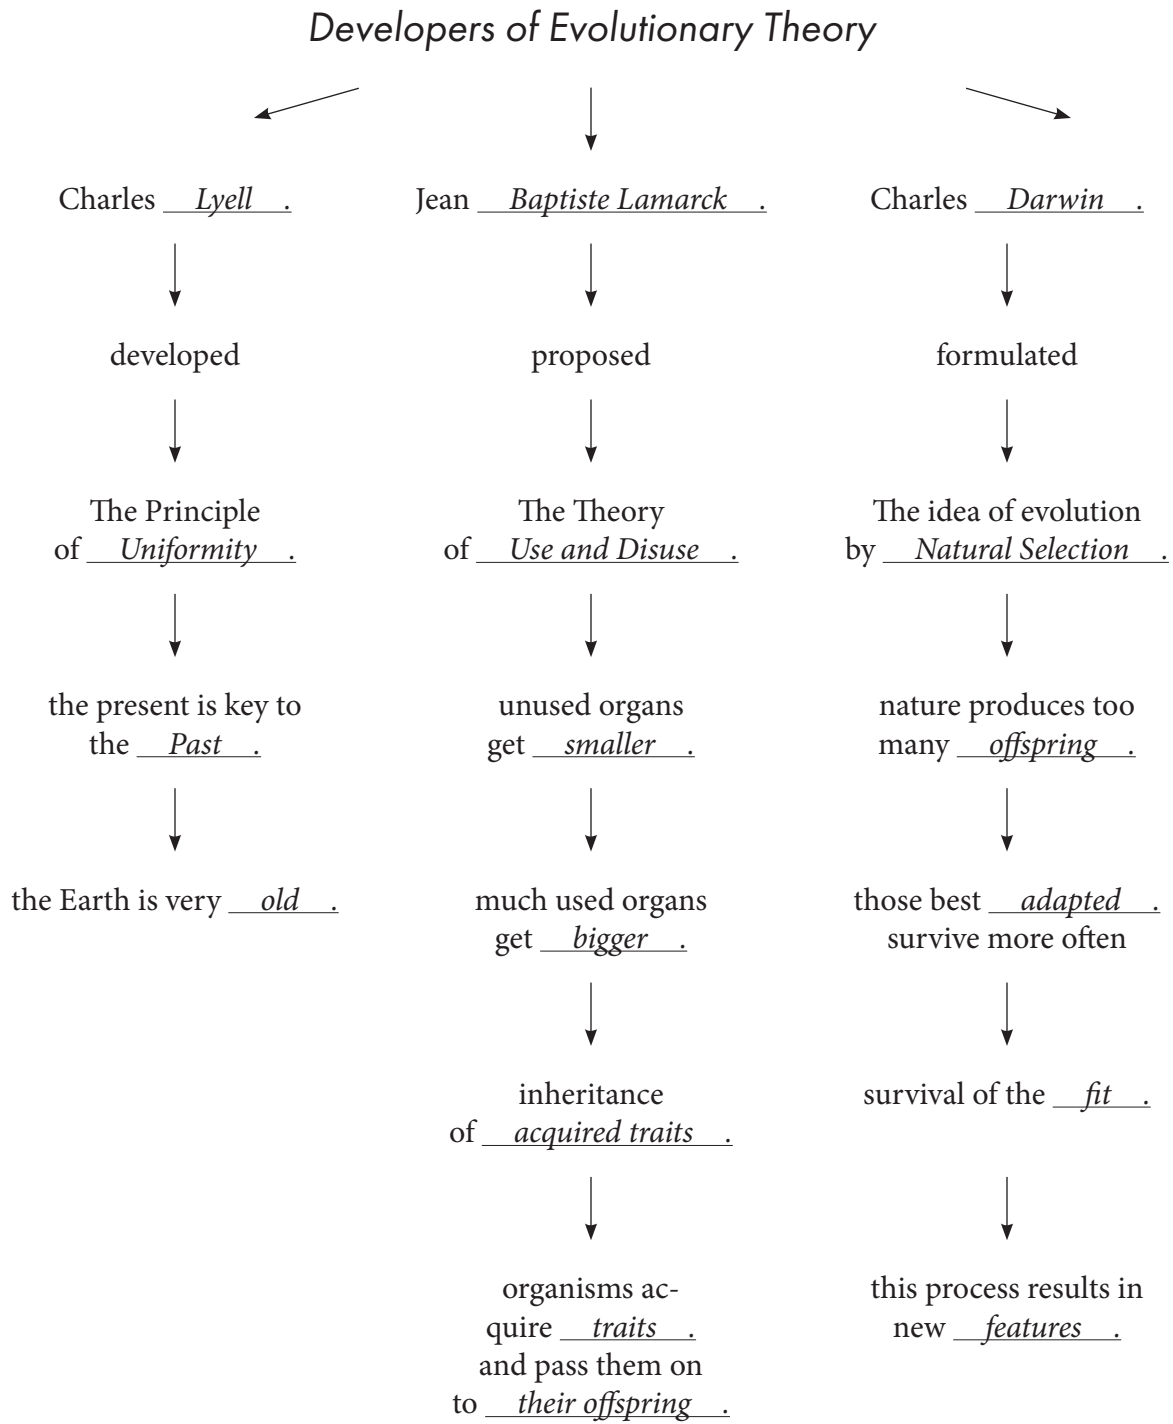 Developers of Evolutionary Theory
Charles Lyell .
developed
The Principle
of Uniformity .
the present is key to
the Past .
the Earth is very old .
Jean Baptiste Lamarck .
proposed
The Theory
of Use and Disuse .
unused organs
get smaller .
much used organs
get bigger .
inheritance
of acquired traits .
organisms ac-
quire traits .
and pass them on
to their offspring .
Charles Darwin .
formulated
The idea of evolution
by Natural Selection .
nature produces too
many offspring .
those best adapted .
survive more often
survival of the fit .
this process results in
new features .